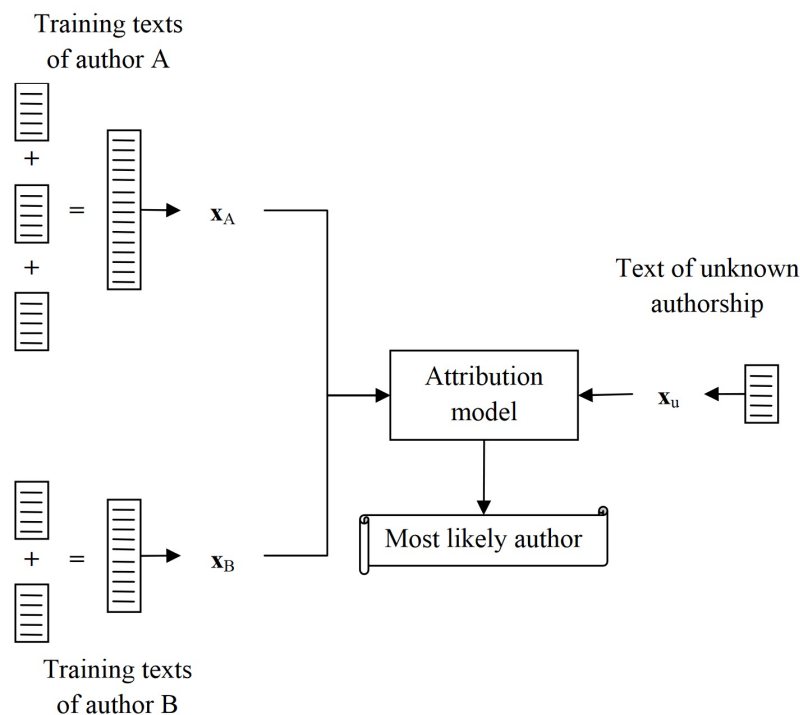 Training texts
of author A
+
=
+
x_A
Text of unknown
authorship
Attribution
model
x_u
Most likely author
+
=
x_B
Training texts
of author B